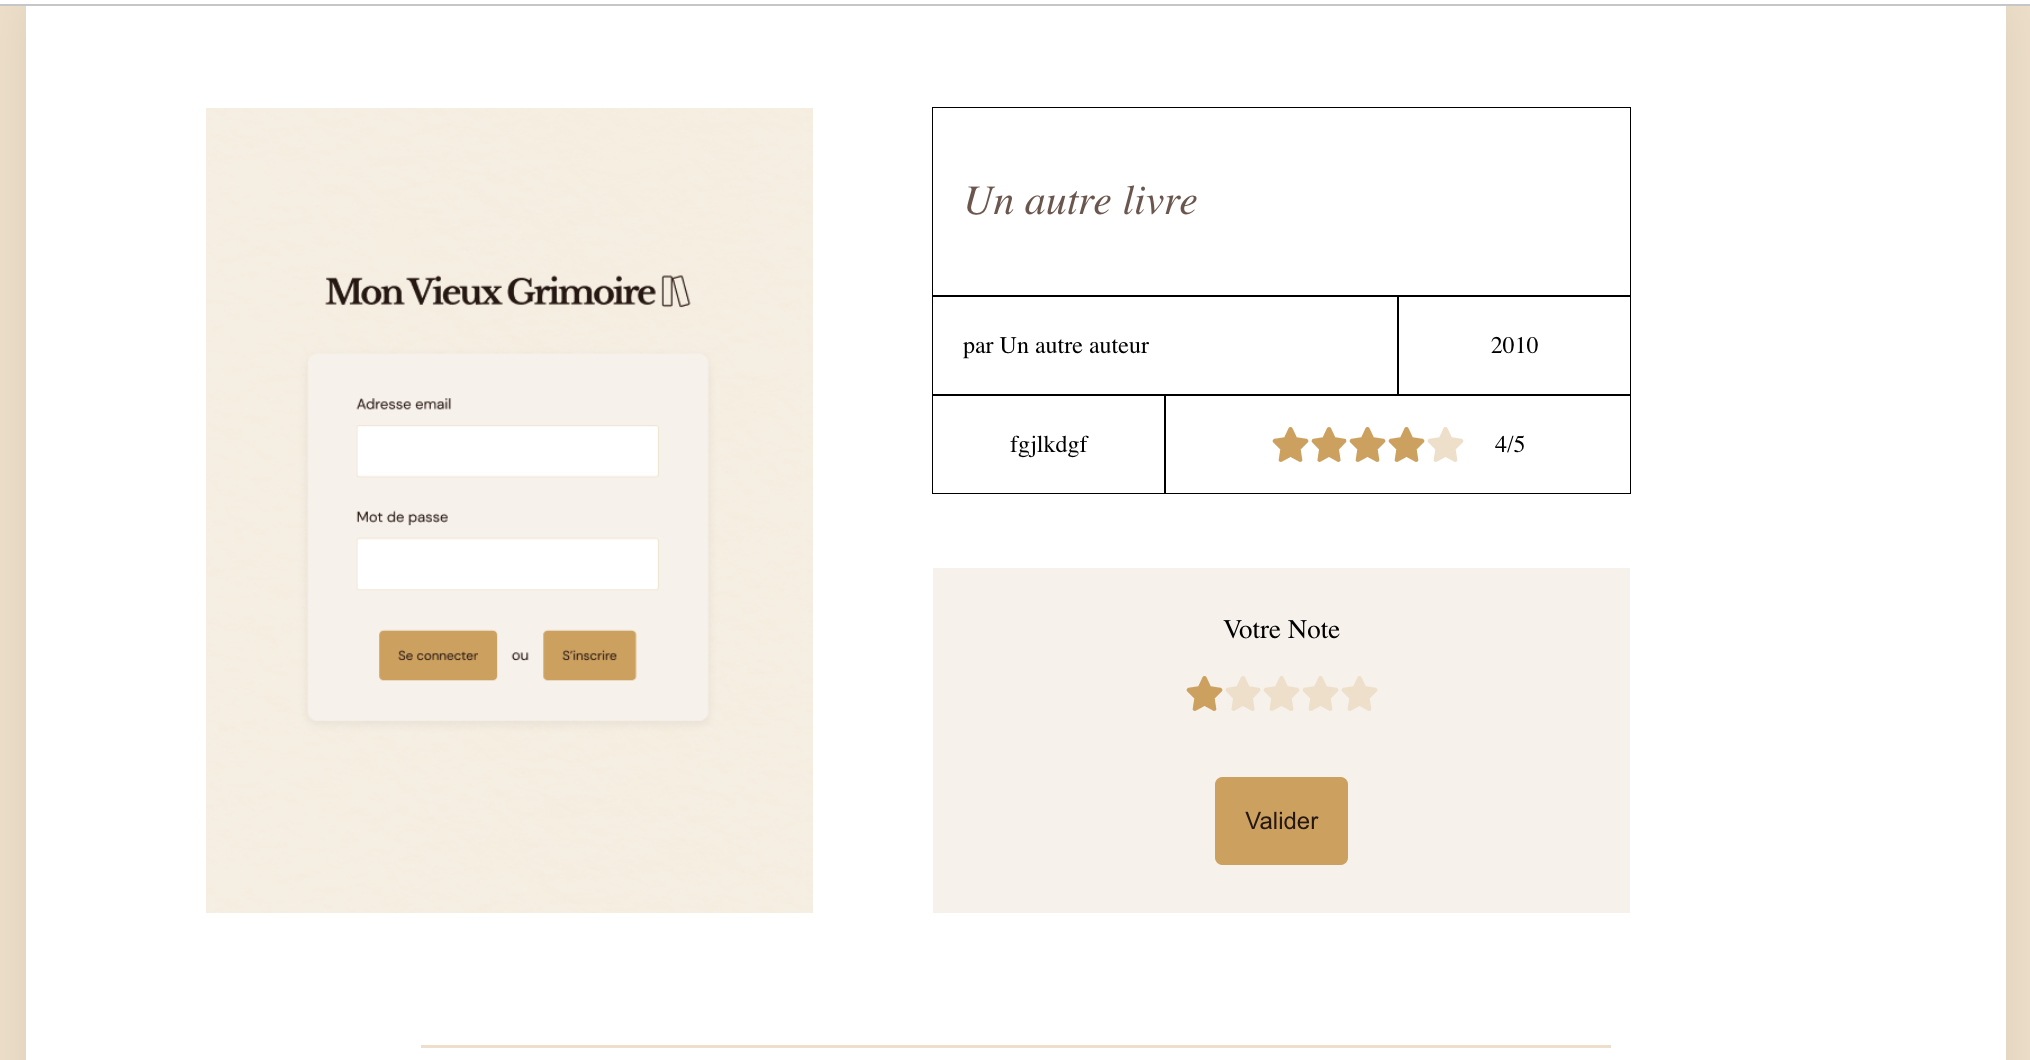 Mon Vieux Grimoire
Adresse email
Mot de passe
Se connecter ou S'inscrire
Un autre livre
par Un autre auteur 2010
fgjlkdgf 4/5
Votre Note
Valider